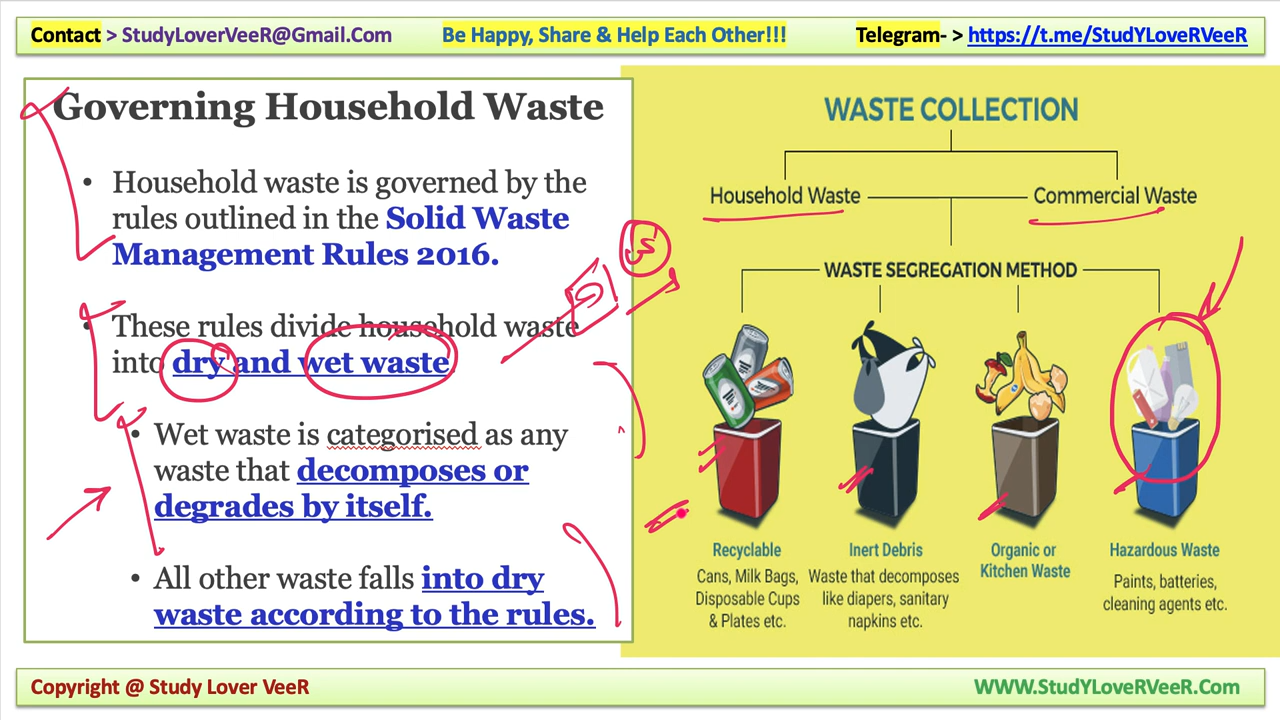 Contact > StudyLoverVeeR@Gmail.Com
Be Happy, Share & Help Each Other!!!
Telegram- > https://t.me/StudYLoveRVeeR
Governing Household Waste
• Household waste is governed by the
rules outlined in the Solid Waste
Management Rules 2016.
• These rules divide household waste
into dry and wet waste.
• Wet waste is categorised as any
waste that decomposes or
degrades by itself.
• All other waste falls into dry
waste according to the rules.
WASTE COLLECTION
Household Waste
Commercial Waste
WASTE SEGREGATION METHOD
Recyclable
Cans, Milk Bags,
Disposable Cups
& Plates etc.
Inert Debris
Waste that decomposes
like diapers, sanitary
napkins etc.
Organic or
Kitchen Waste
Hazardous Waste
Paints, batteries,
cleaning agents etc.
Copyright @ Study Lover VeeR
WWW.StudYLoveRVeeR.Com